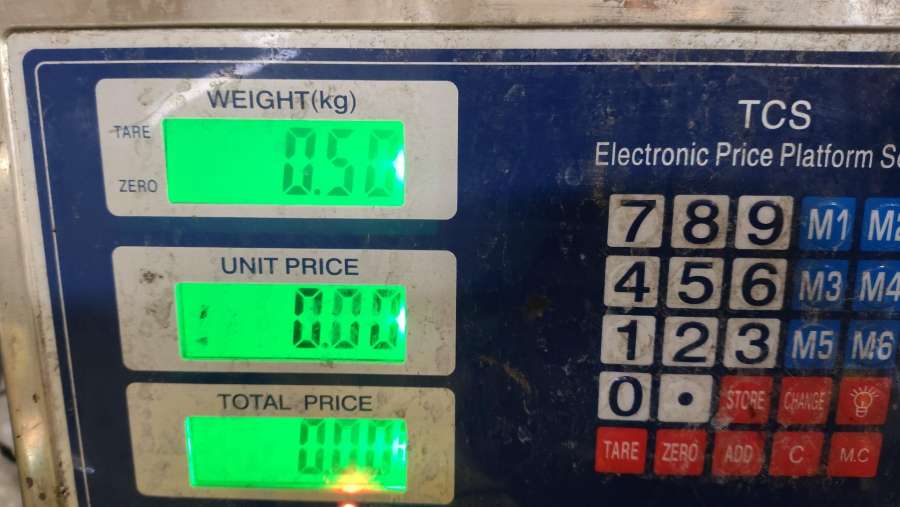 WEIGHT(kg)
TARE
0.50
ZERO
UNIT PRICE
0.00
TOTAL PRICE
0.00
TCS
Electronic Price Platform
7 8 9 M1 M2
4 5 6 M3 M4
1 2 3 M5 M6
0 . STORE CHANGE
TARE ZERO ADD C M.C